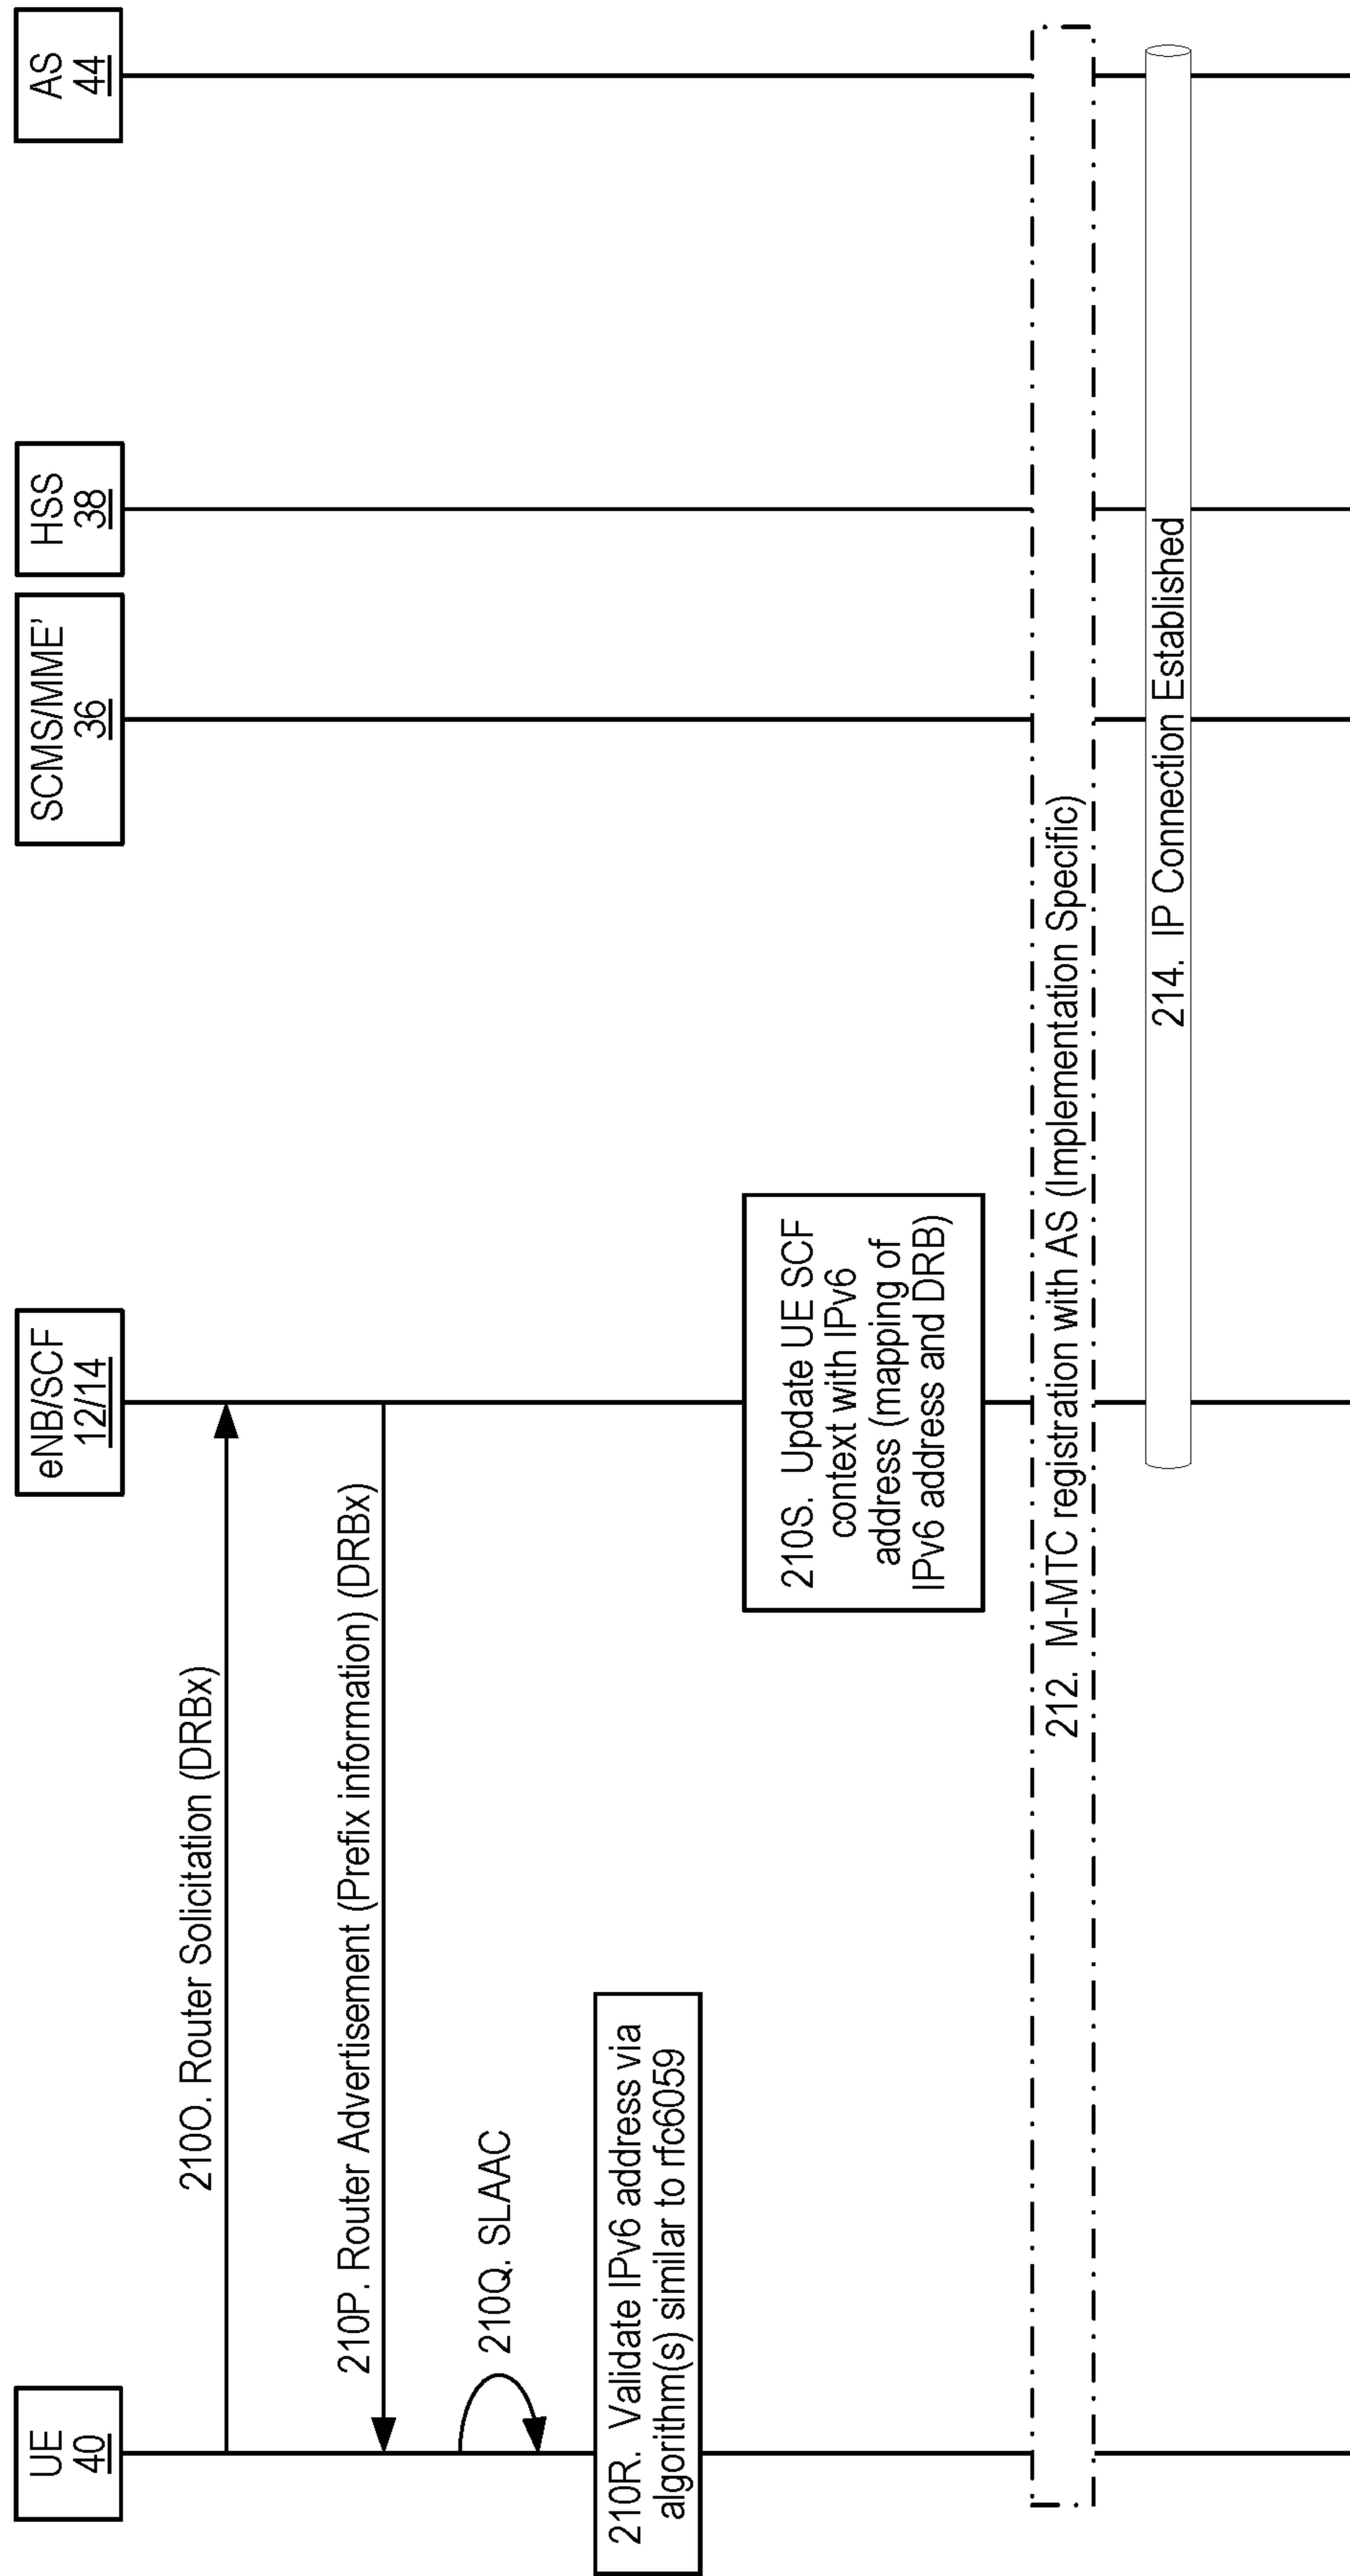 UE
40
eNB/SCF
12/14
SCMS/MME'
36
HSS
38
AS
44
210O. Router Solicitation (DRBx)
210P. Router Advertisement (Prefix information) (DRBx)
210Q. SLAAC
210R. Validate IPv6 address via
algorithm(s) similar to rfc6059
210S. Update UE SCF
context with IPv6
address (mapping of
IPv6 address and DRB)
212. M-MTC registration with AS (Implementation Specific)
214. IP Connection Established